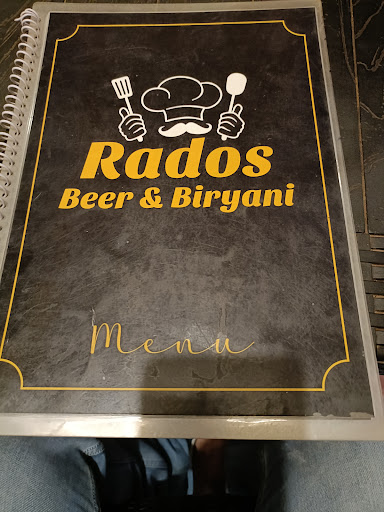 Rados
Beer & Biryani
Menu